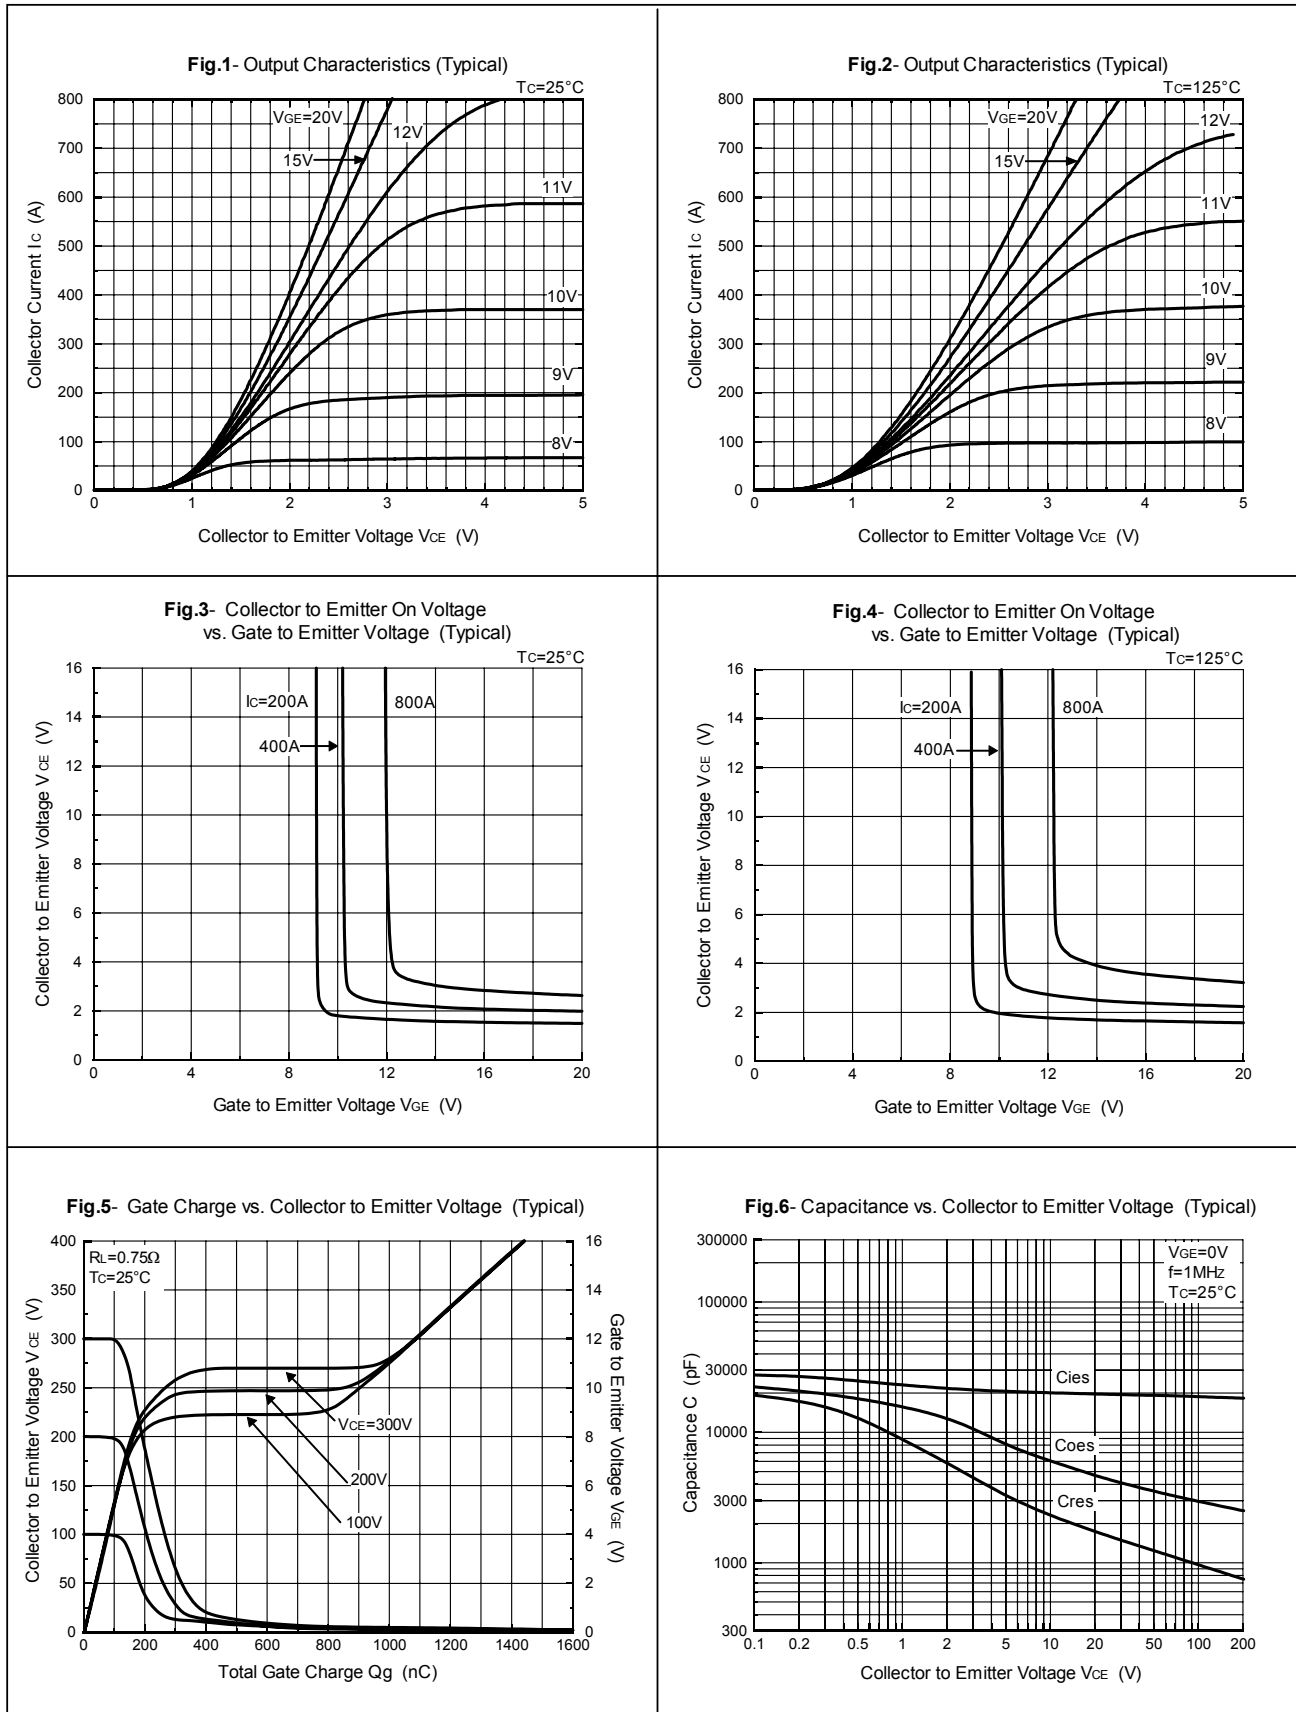 Fig.1- Output Characteristics (Typical)
TC=25°C
VGE=20V
15V
12V
11V
10V
9V
8V
800
700
600
500
400
300
200
100
0
0 1 2 3 4 5
Collector Current IC (A)
Collector to Emitter Voltage VCE (V)
Fig.2- Output Characteristics (Typical)
TC=125°C
VGE=20V
15V
12V
11V
10V
9V
8V
800
700
600
500
400
300
200
100
0
0 1 2 3 4 5
Collector Current IC (A)
Collector to Emitter Voltage VCE (V)
Fig.3- Collector to Emitter On Voltage
vs. Gate to Emitter Voltage (Typical)
TC=25°C
IC=200A
400A
800A
16
14
12
10
8
6
4
2
0
0 4 8 12 16 20
Collector to Emitter Voltage VCE (V)
Gate to Emitter Voltage VGE (V)
Fig.4- Collector to Emitter On Voltage
vs. Gate to Emitter Voltage (Typical)
TC=125°C
IC=200A
400A
800A
16
14
12
10
8
6
4
2
0
0 4 8 12 16 20
Collector to Emitter Voltage VCE (V)
Gate to Emitter Voltage VGE (V)
Fig.5- Gate Charge vs. Collector to Emitter Voltage (Typical)
RL=0.75Ω
TC=25°C
VCE=300V
200V
100V
400
350
300
250
200
150
100
50
0
16
14
12
10
8
6
4
2
0
0 200 400 600 800 1000 1200 1400 1600
Collector to Emitter Voltage VCE (V)
Gate to Emitter Voltage VGE (V)
Total Gate Charge Qg (nC)
Fig.6- Capacitance vs. Collector to Emitter Voltage (Typical)
VGE=0V
f=1MHZ
TC=25°C
Cies
Coes
Cres
300000
100000
30000
10000
3000
1000
300
0.1 0.2 0.5 1 2 5 10 20 50 100 200
Capacitance C (pF)
Collector to Emitter Voltage VCE (V)